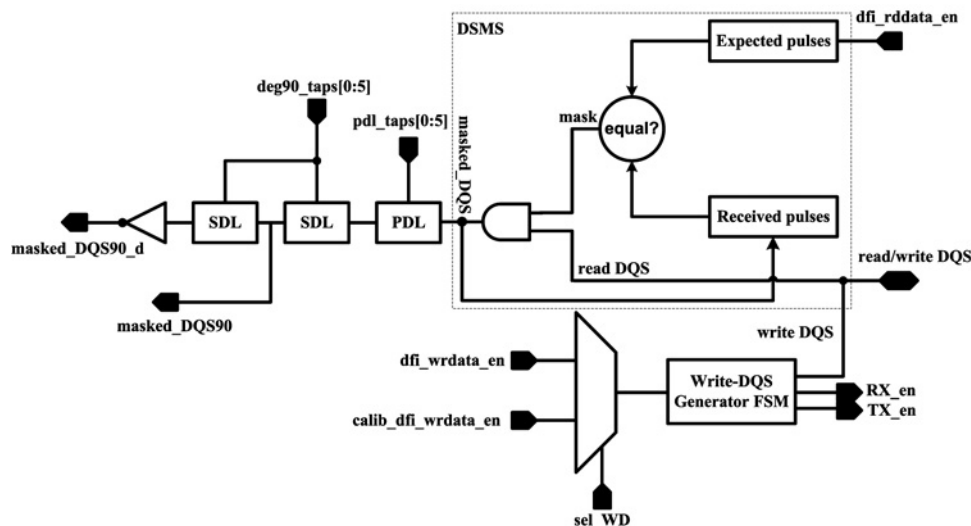 DSMS
dfi_rddata_en
Expected pulses
deg90_taps[0:5]
pdl_taps[0:5]
mask
equal?
masked_DQS
SDL
SDL
PDL
Received pulses
masked_DQS90_d
read DQS
read/write DQS
masked_DQS90
write DQS
dfi_wrdata_en
Write-DQS
Generator FSM
RX_en
TX_en
calib_dfi_wrdata_en
sel_WD